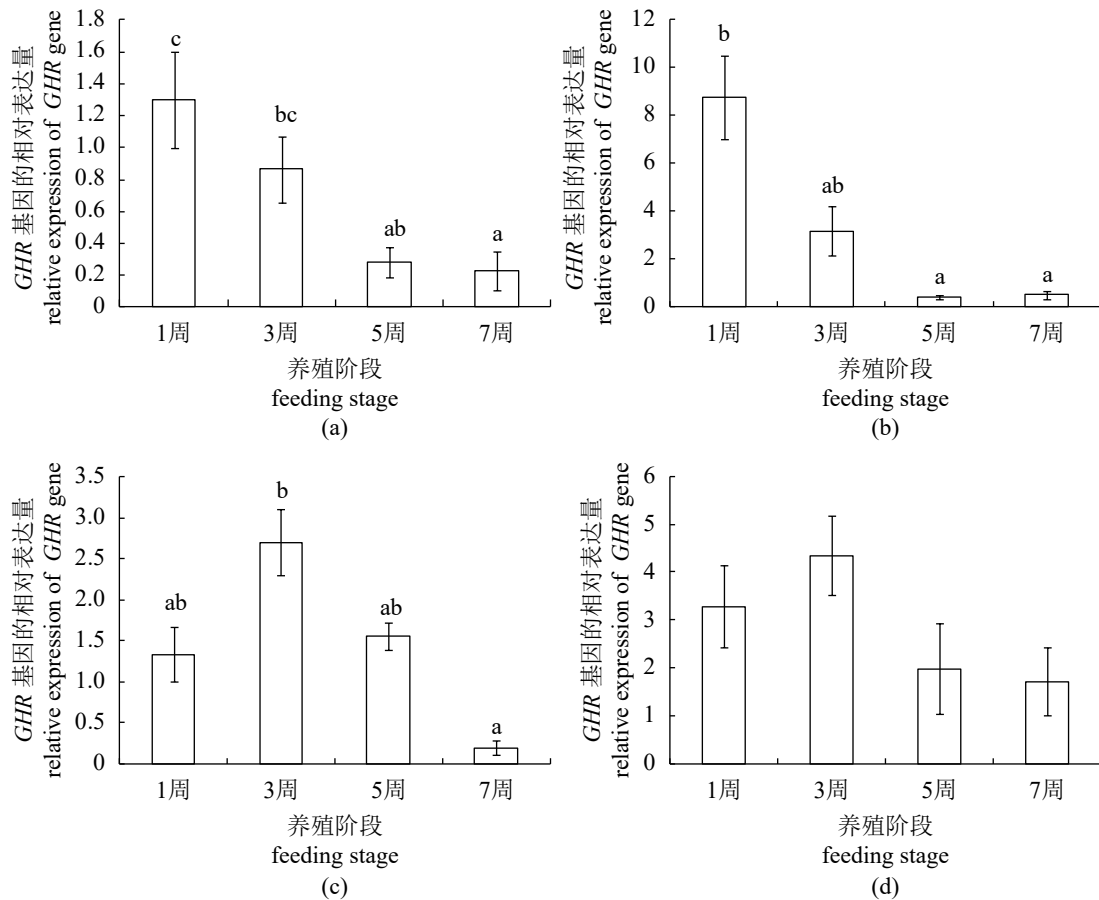 GHR 基因的相对表达量
relative expression of GHR gene
1.8
1.6
1.4
1.2
1.0
0.8
0.6
0.4
0.2
0
c
bc
ab
a
1周
3周
5周
7周
养殖阶段
feeding stage
(a)
GHR 基因的相对表达量
relative expression of GHR gene
12
10
8
6
4
2
0
b
ab
a
a
1周
3周
5周
7周
养殖阶段
feeding stage
(b)
GHR 基因的相对表达量
relative expression of GHR gene
3.5
3.0
2.5
2.0
1.5
1.0
0.5
0
ab
b
ab
a
1周
3周
5周
7周
养殖阶段
feeding stage
(c)
GHR 基因的相对表达量
relative expression of GHR gene
6
5
4
3
2
1
0
1周
3周
5周
7周
养殖阶段
feeding stage
(d)